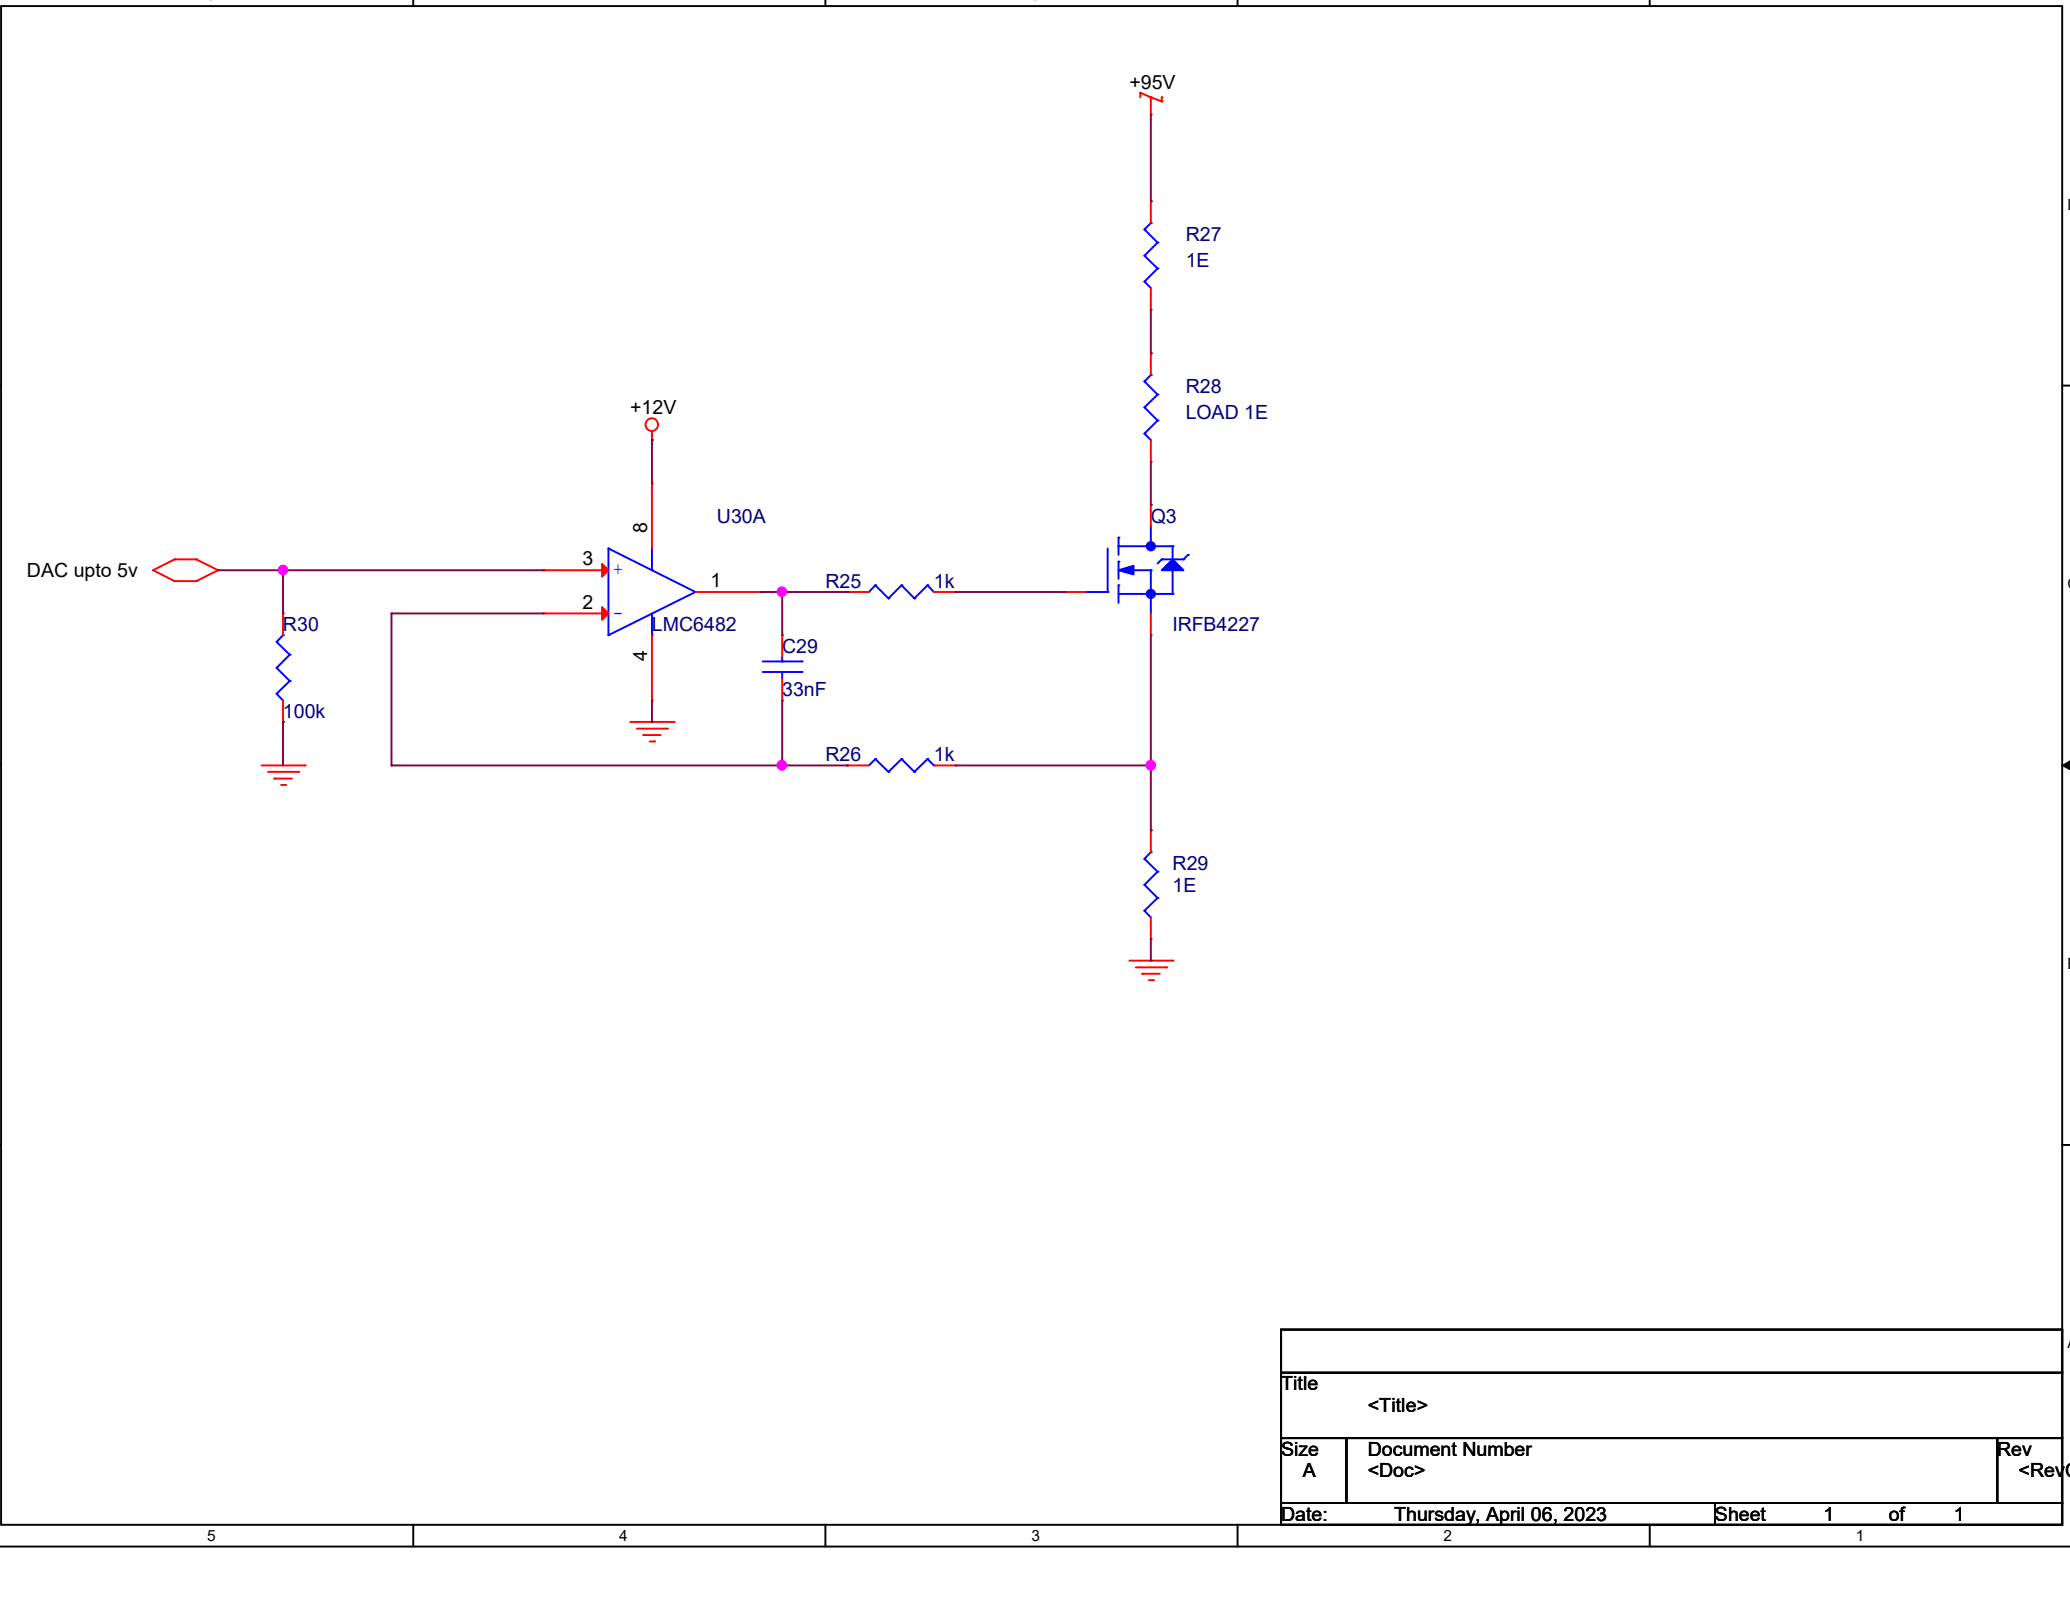 +95V
R27
1E
R28
LOAD 1E
+12V
U30A
Q3
8
DAC upto 5v
3
+
1
R25
1k
2
−
R30
LMC6482
IRFB4227
4
C29
33nF
100k
R26
1k
R29
1E
Title
<Title>
Size
A
Document Number
<Doc>
Rev
Date:
Thursday, April 06, 2023
Sheet
1
of
1
5
4
3
2
1